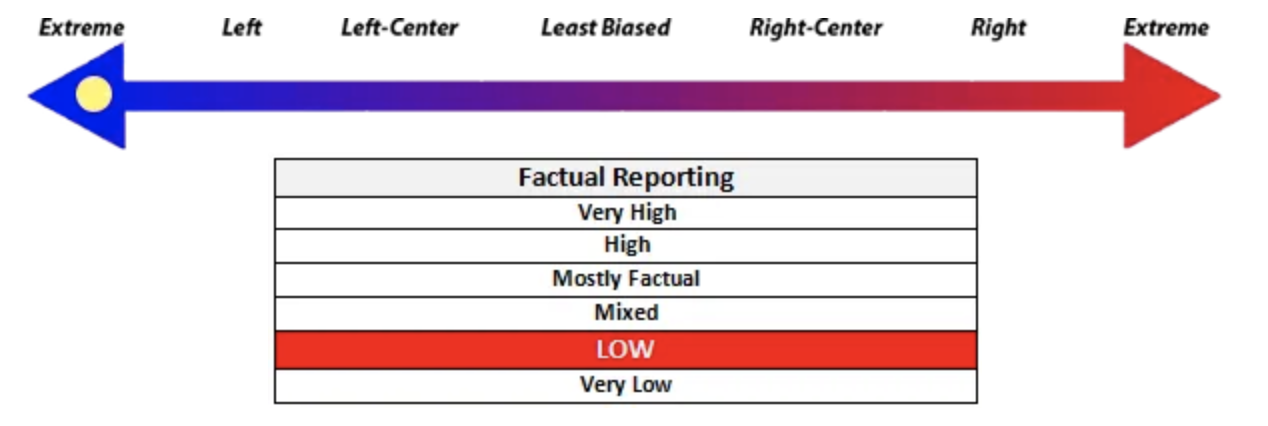 Extreme Left Left-Center Least Biased Right-Center Right Extreme
Factual Reporting
Very High
High
Mostly Factual
Mixed
LOW
Very Low